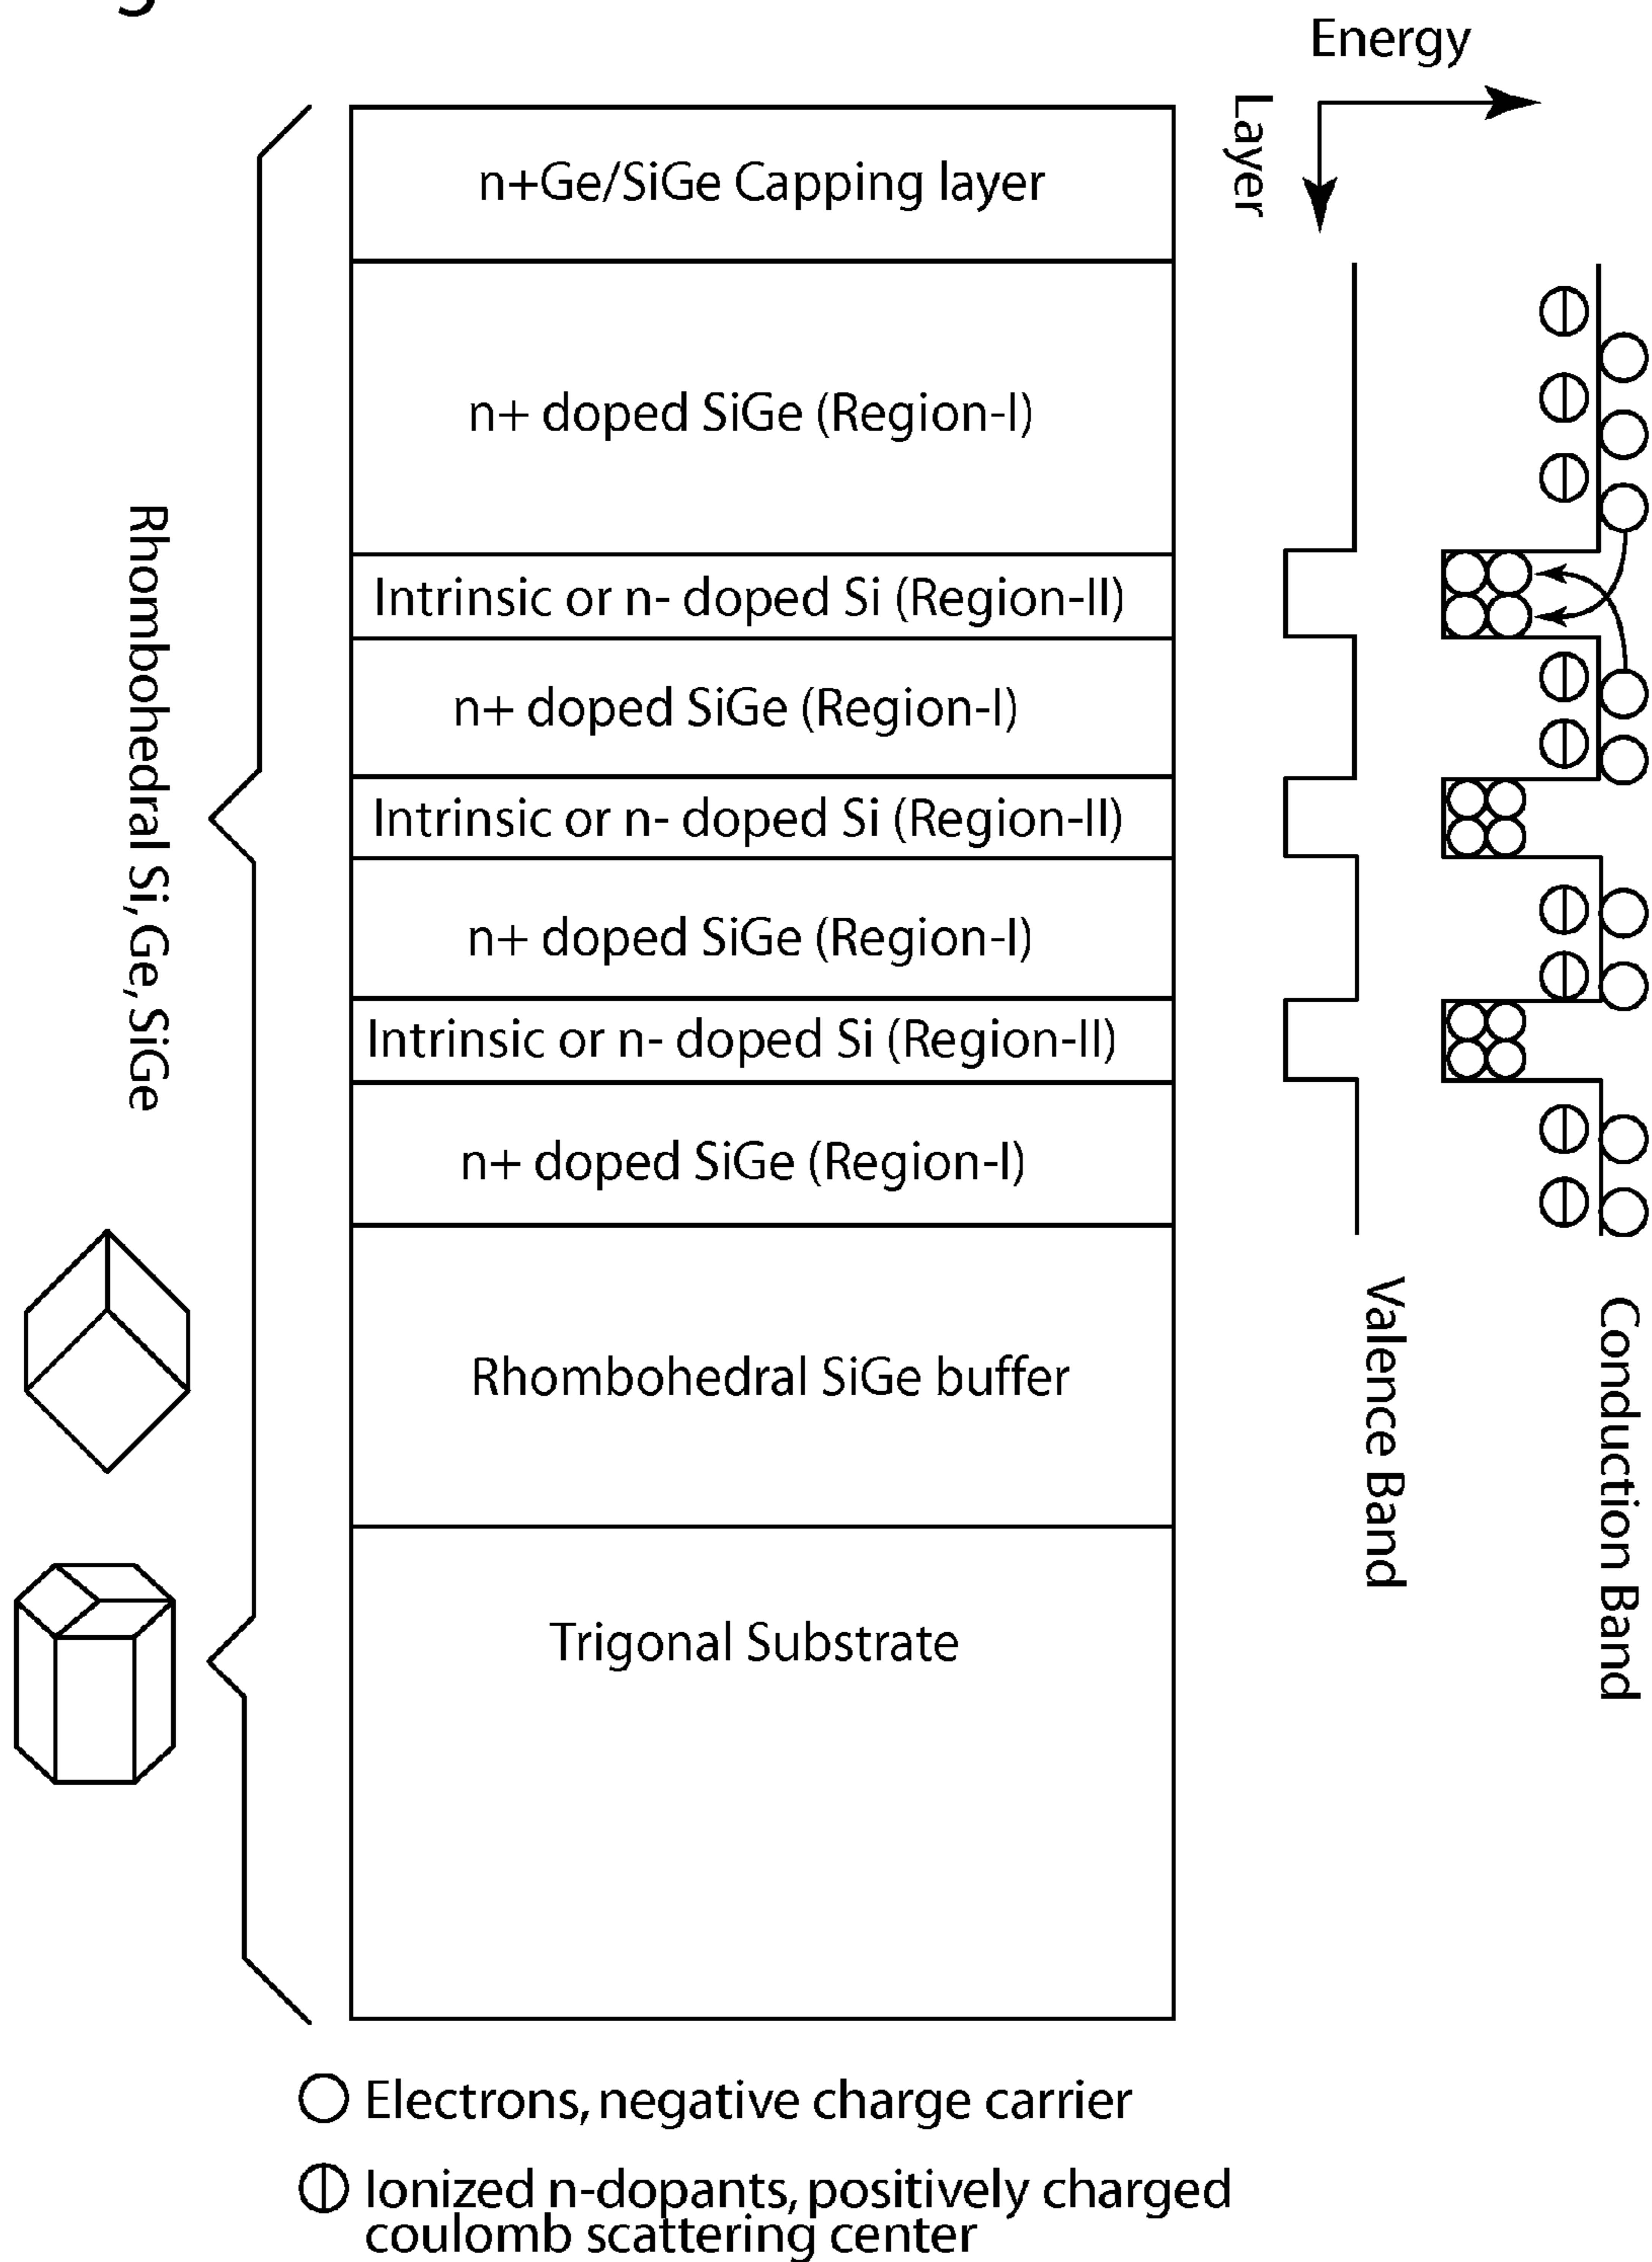 Energy
Layer
n+Ge/SiGe Capping layer
n+ doped SiGe (Region-I)
Intrinsic or n- doped Si (Region-II)
n+ doped SiGe (Region-I)
Intrinsic or n- doped Si (Region-II)
n+ doped SiGe (Region-I)
Intrinsic or n- doped Si (Region-II)
n+ doped SiGe (Region-I)
Rhombohedral SiGe buffer
Trigonal Substrate
Rhombohedral Si, Ge, SiGe
Valence Band
Conduction Band
Electrons, negative charge carrier
Ionized n-dopants, positively charged
coulomb scattering center